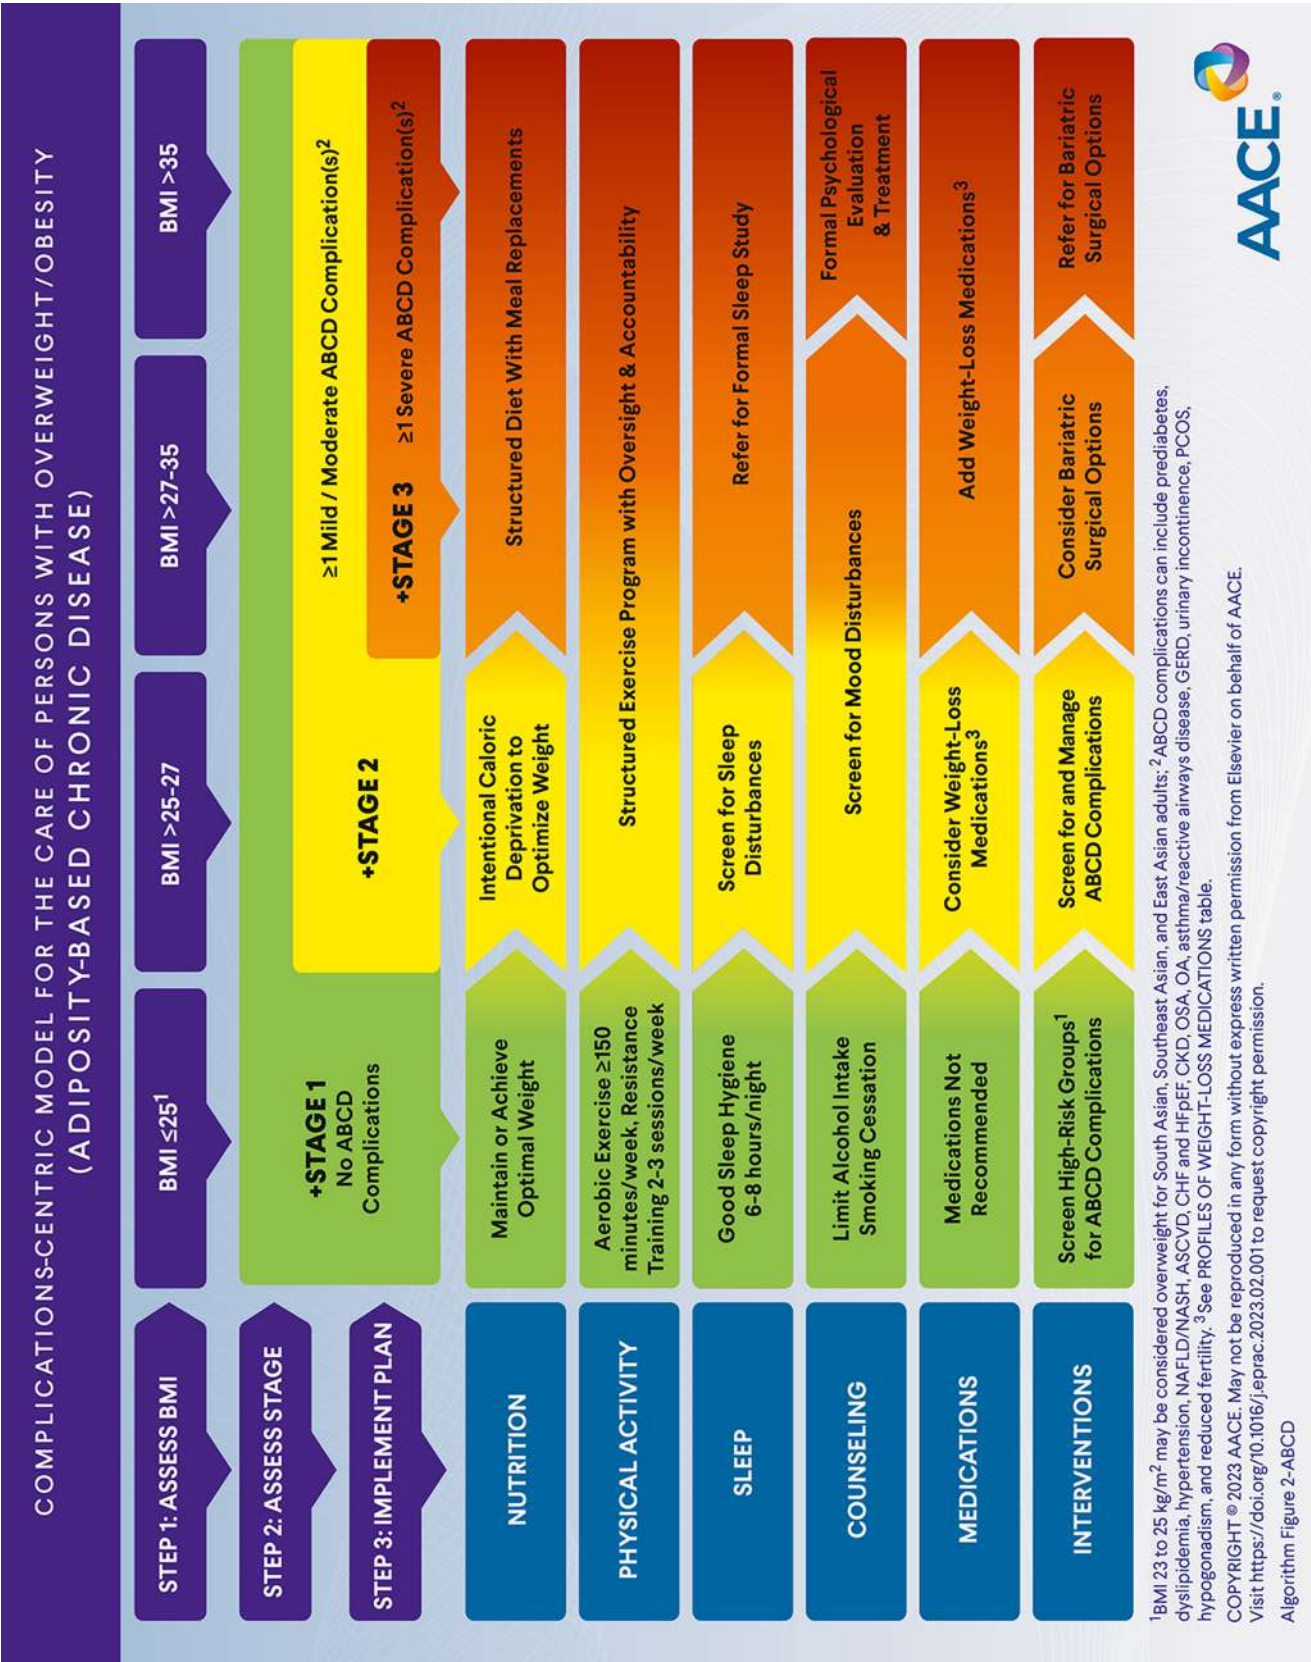 COMPLICATIONS-CENTRIC MODEL FOR THE CARE OF PERSONS WITH OVERWEIGHT/OBESITY
(ADIPOSITY-BASED CHRONIC DISEASE)
STEP 1: ASSESS BMI
BMI ≤25¹
BMI >25-27
BMI >27-35
BMI >35
STEP 2: ASSESS STAGE
STEP 3: IMPLEMENT PLAN
+STAGE 1
No ABCD
Complications
+STAGE 2
≥1 Mild / Moderate ABCD Complication(s)²
+STAGE 3
≥1 Severe ABCD Complication(s)²
NUTRITION
Maintain or Achieve
Optimal Weight
Intentional Caloric
Deprivation to
Optimize Weight
Structured Diet With Meal Replacements
PHYSICAL ACTIVITY
Aerobic Exercise ≥150
minutes/week, Resistance
Training 2-3 sessions/week
Structured Exercise Program with Oversight & Accountability
SLEEP
Good Sleep Hygiene
6-8 hours/night
Screen for Sleep
Disturbances
Refer for Formal Sleep Study
COUNSELING
Limit Alcohol Intake
Smoking Cessation
Screen for Mood Disturbances
Formal Psychological
Evaluation
& Treatment
MEDICATIONS
Medications Not
Recommended
Consider Weight-Loss
Medications³
Add Weight-Loss Medications³
INTERVENTIONS
Screen High-Risk Groups¹
for ABCD Complications
Screen for and Manage
ABCD Complications
Consider Bariatric
Surgical Options
Refer for Bariatric
Surgical Options
¹BMI 23 to 25 kg/m² may be considered overweight for South Asian, Southeast Asian, and East Asian adults; ²ABCD complications can include prediabetes,
dyslipidemia, hypertension, NAFLD/NASH, ASCVD, CHF and HFpEF, CKD, OSA, OA, asthma/reactive airways disease, GERD, urinary incontinence, PCOS,
hypogonadism, and reduced fertility. ³See PROFILES OF WEIGHT-LOSS MEDICATIONS table.
COPYRIGHT © 2023 AACE. May not be reproduced in any form without express written permission from Elsevier on behalf of AACE.
Visit https://doi.org/10.1016/j.eprac.2023.02.001 to request copyright permission.
Algorithm Figure 2-ABCD
AACE®